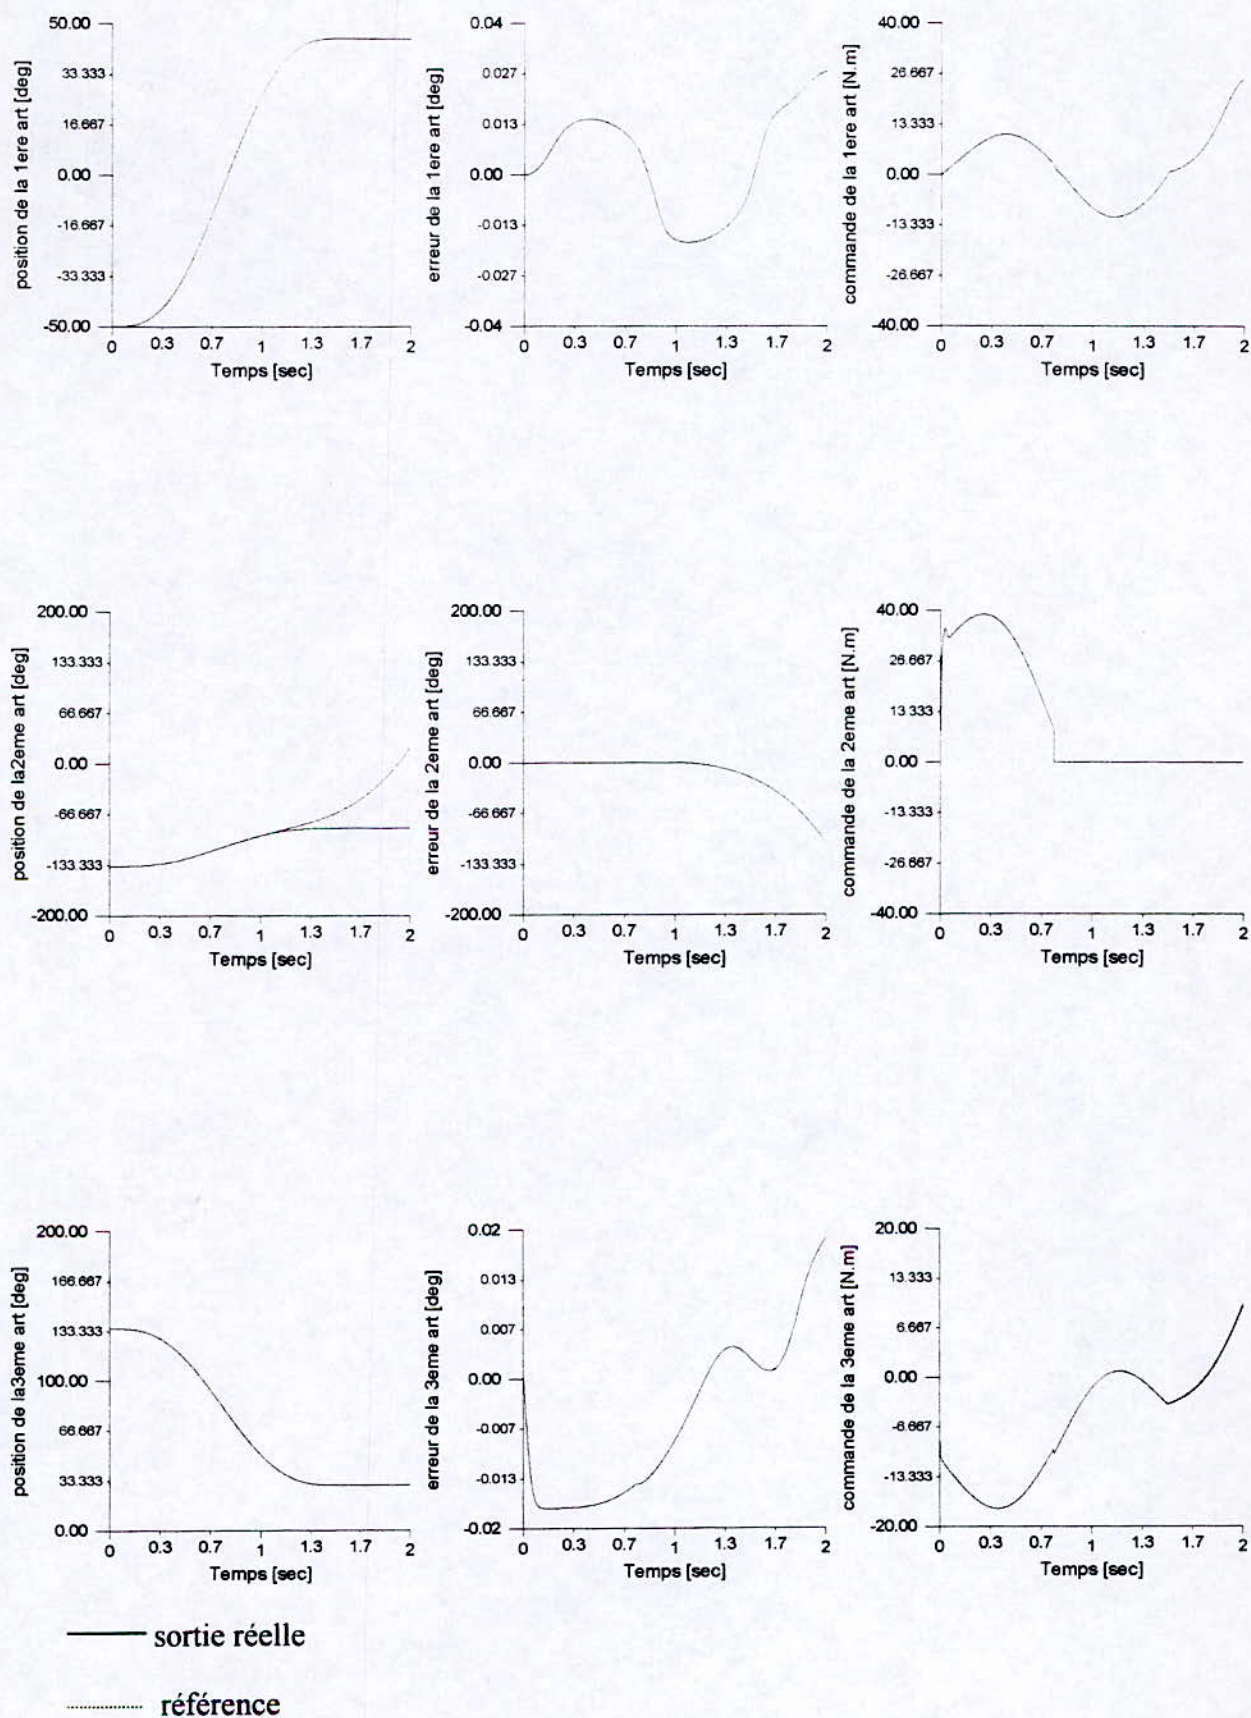 position de la 1ere art [deg]
50.00
33.333
16.667
0.00
-16.667
-33.333
-50.00
0 0.3 0.7 1 1.3 1.7 2
Temps [sec]
erreur de la 1ere art [deg]
0.04
0.027
0.013
0.00
-0.013
-0.027
-0.04
0 0.3 0.7 1 1.3 1.7 2
Temps [sec]
commande de la 1ere art [N.m]
40.00
26.667
13.333
0.00
-13.333
-26.667
-40.00
0 0.3 0.7 1 1.3 1.7 2
Temps [sec]
position de la2eme art [deg]
200.00
133.333
66.667
0.00
-66.667
-133.333
-200.00
0 0.3 0.7 1 1.3 1.7 2
Temps [sec]
erreur de la 2eme art [deg]
200.00
133.333
66.667
0.00
-66.667
-133.333
-200.00
0 0.3 0.7 1 1.3 1.7 2
Temps [sec]
commande de la 2eme art [N.m]
40.00
26.667
13.333
0.00
-13.333
-26.667
-40.00
0 0.3 0.7 1 1.3 1.7 2
Temps [sec]
position de la3eme art [deg]
200.00
166.667
133.333
100.00
66.667
33.333
0.00
0 0.3 0.7 1 1.3 1.7 2
Temps [sec]
erreur de la 3eme art [deg]
0.02
0.013
0.007
0.00
-0.007
-0.013
-0.02
0 0.3 0.7 1 1.3 1.7 2
Temps [sec]
commande de la 3eme art [N.m]
20.00
13.333
6.667
0.00
-6.667
-13.333
-20.00
0 0.3 0.7 1 1.3 1.7 2
Temps [sec]
sortie réelle
référence